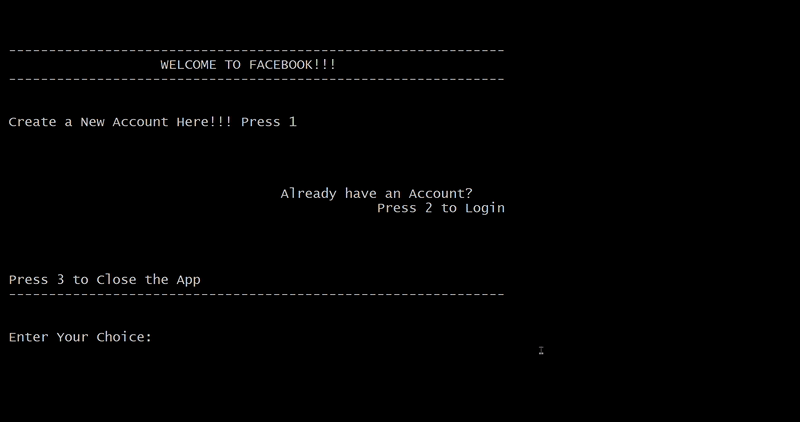 --------------------------------------------------------------
WELCOME TO FACEBOOK!!!
--------------------------------------------------------------
Create a New Account Here!!! Press 1
Already have an Account?
Press 2 to Login
Press 3 to Close the App
--------------------------------------------------------------
Enter Your Choice: